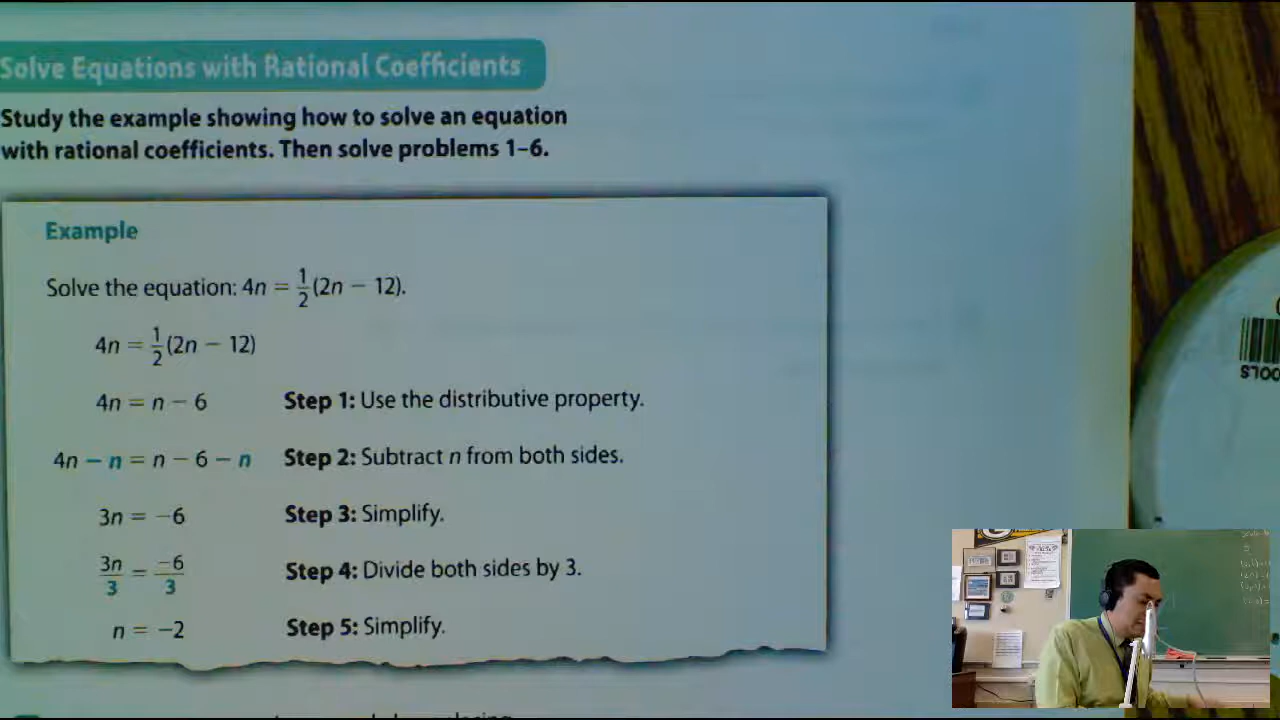 Solve Equations with Rational Coefficients
Study the example showing how to solve an equation
with rational coefficients. Then solve problems 1–6.
Example
Solve the equation: 4n = 1/2(2n − 12).
4n = 1/2(2n − 12)
4n = n − 6 Step 1: Use the distributive property.
4n − n = n − 6 − n Step 2: Subtract n from both sides.
3n = −6 Step 3: Simplify.
3n/3 = −6/3 Step 4: Divide both sides by 3.
n = −2 Step 5: Simplify.